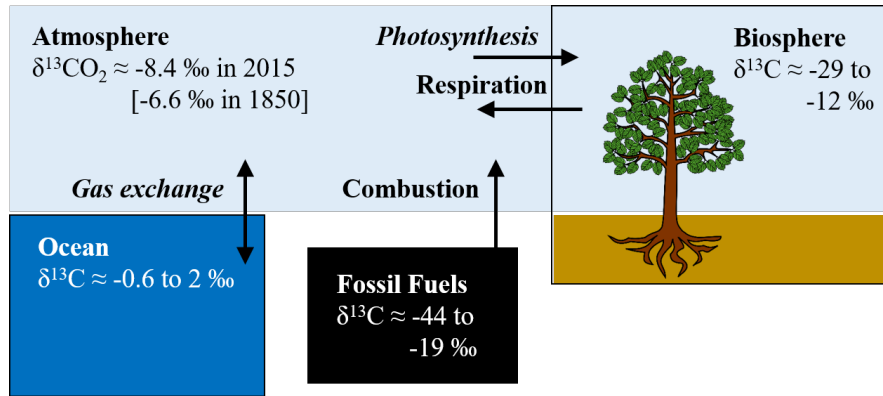 Atmosphere
δ¹³CO₂ ≈ -8.4 ‰ in 2015
[-6.6 ‰ in 1850]
Photosynthesis
Respiration
Biosphere
δ¹³C ≈ -29 to
-12 ‰
Gas exchange
Combustion
Ocean
δ¹³C ≈ -0.6 to 2 ‰
Fossil Fuels
δ¹³C ≈ -44 to
-19 ‰